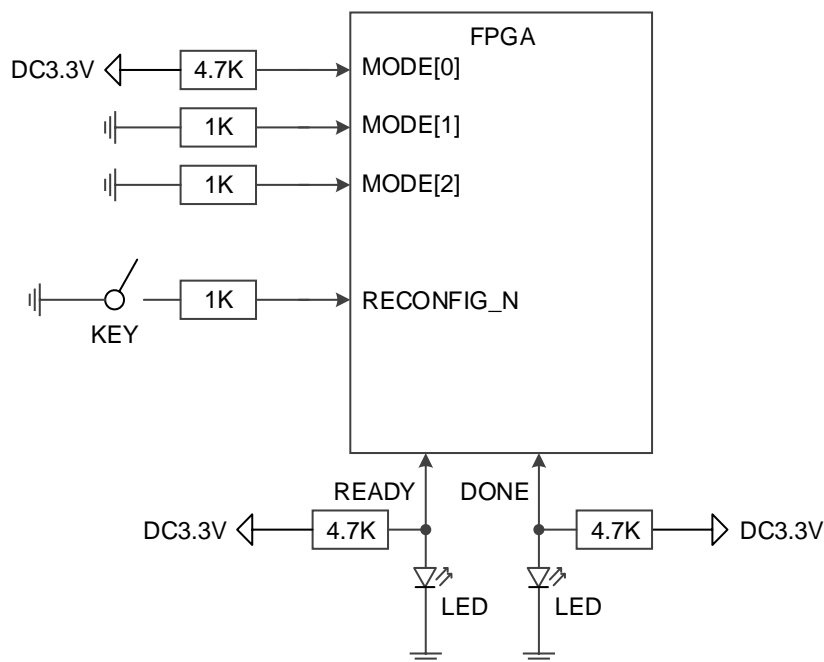 FPGA
DC3.3V 4.7K MODE[0]
1K MODE[1]
1K MODE[2]
1K RECONFIG_N
KEY
READY DONE
DC3.3V 4.7K 4.7K DC3.3V
LED LED